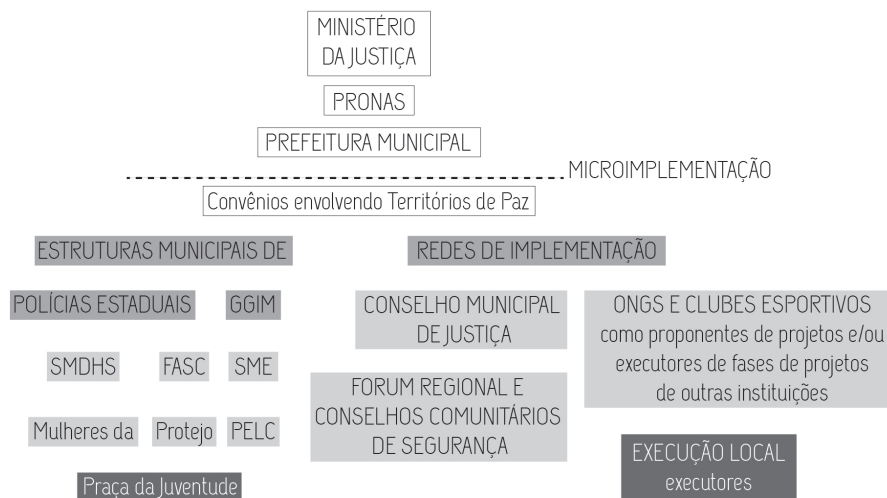 MINISTÉRIO
DA JUSTIÇA
PRONAS
PREFEITURA MUNICIPAL
MICROIMPLEMENTAÇÃO
Convênios envolvendo Territórios de Paz
ESTRUTURAS MUNICIPAIS DE
REDES DE IMPLEMENTAÇÃO
POLÍCIAS ESTADUAIS
GGIM
CONSELHO MUNICIPAL
DE JUSTIÇA
ONGS E CLUBES ESPORTIVOS
como proponentes de projetos e/ou
executores de fases de projetos
de outras instituições
SMDHS
FASC
SME
FORUM REGIONAL E
CONSELHOS COMUNITÁRIOS
DE SEGURANÇA
Mulheres da
Protejo
PELC
EXECUÇÃO LOCAL
executores
Praça da Juventude